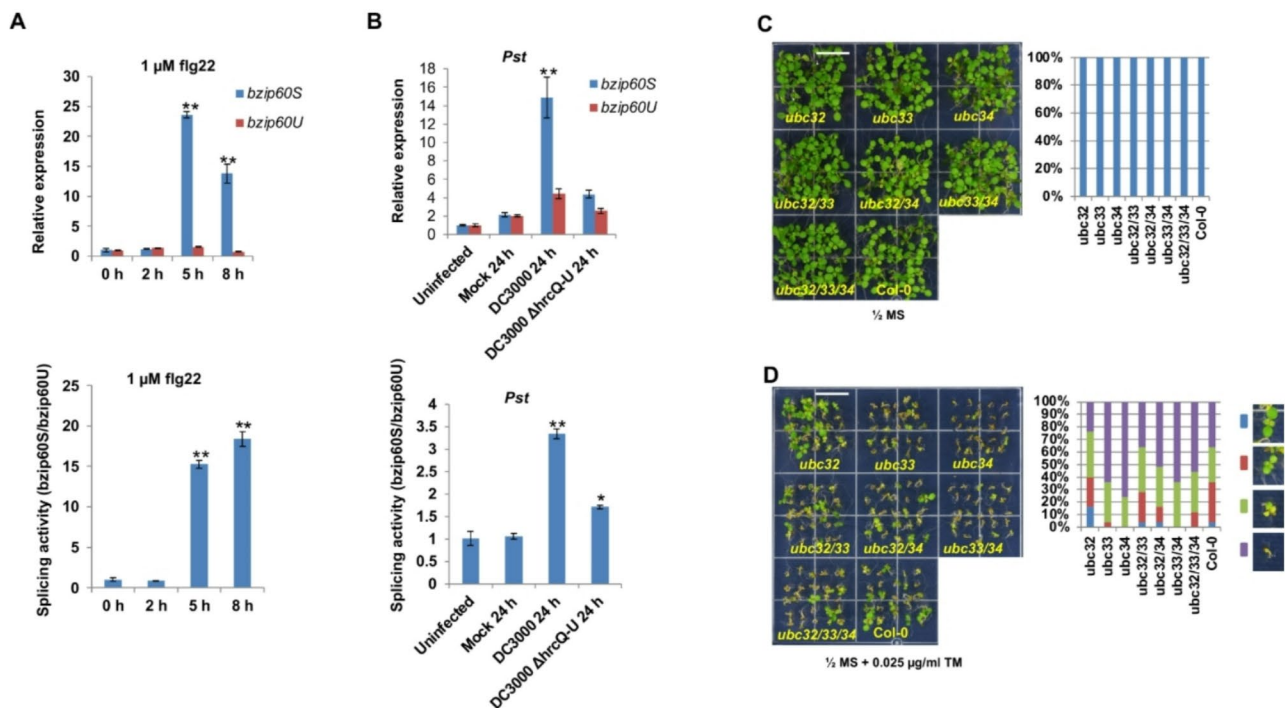 A
1 µM flg22
Relative expression
30
25
20
15
10
5
0
bzip60S
bzip60U
**
**
0 h 2 h 5 h 8 h
1 µM flg22
Splicing activity (bzip60S/bzip60U)
25
20
15
10
5
0
**
**
0 h 2 h 5 h 8 h
B
Pst
Relative expression
18
16
14
12
10
8
6
4
2
0
bzip60S
bzip60U
**
Uninfected
Mock 24 h
DC3000 24 h
DC3000 ΔhrcQ-U 24 h
Pst
Splicing activity (bzip60S/bzip60U)
4
3.5
3
2.5
2
1.5
1
0.5
0
**
*
Uninfected
Mock 24 h
DC3000 24 h
DC3000 ΔhrcQ-U 24 h
C
ubc32 ubc33 ubc34
ubc32/33 ubc32/34 ubc33/34
ubc32/33/34 Col-0
½ MS
100%
80%
60%
40%
20%
0%
ubc32
ubc33
ubc34
ubc32/33
ubc32/34
ubc33/34
ubc32/33/34
Col-0
D
ubc32 ubc33 ubc34
ubc32/33 ubc32/34 ubc33/34
ubc32/33/34 Col-0
½ MS + 0.025 µg/ml TM
100%
90%
80%
70%
60%
50%
40%
30%
20%
10%
0%
ubc32
ubc33
ubc34
ubc32/33
ubc32/34
ubc33/34
ubc32/33/34
Col-0